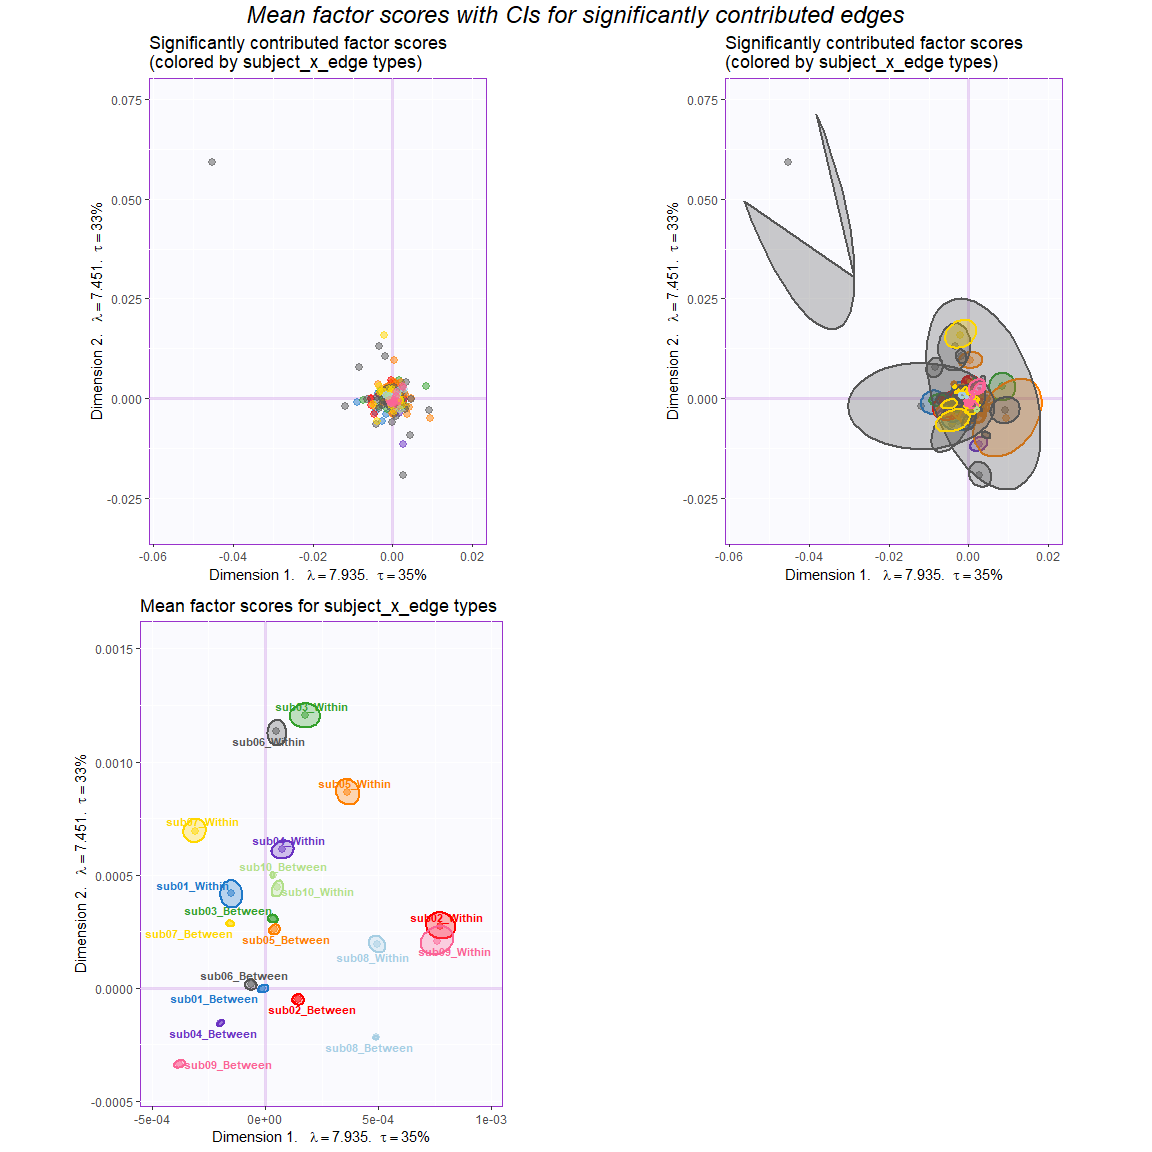 Mean factor scores with CIs for significantly contributed edges
Significantly contributed factor scores
(colored by subject_x_edge types)
0.075
0.050
0.025
0.000
-0.025
-0.06
-0.04
-0.02
0.00
0.02
Dimension 2. λ = 7.451. τ = 33%
Dimension 1. λ = 7.935. τ = 35%
Significantly contributed factor scores
(colored by subject_x_edge types)
0.075
0.050
0.025
0.000
-0.025
-0.06
-0.04
-0.02
0.00
0.02
Dimension 2. λ = 7.451. τ = 33%
Dimension 1. λ = 7.935. τ = 35%
Mean factor scores for subject_x_edge types
0.0015
0.0010
0.0005
0.0000
-0.0005
-5e-04
0e+00
5e-04
1e-03
Dimension 2. λ = 7.451. τ = 33%
Dimension 1. λ = 7.935. τ = 35%
sub03_Within
sub06_Within
sub05_Within
sub07_Within
sub04_Within
sub10_Between
sub01_Within
sub10_Within
sub03_Between
sub02_Within
sub07_Between
sub05_Between
sub09_Within
sub08_Within
sub06_Between
sub01_Between
sub02_Between
sub04_Between
sub08_Between
sub09_Between